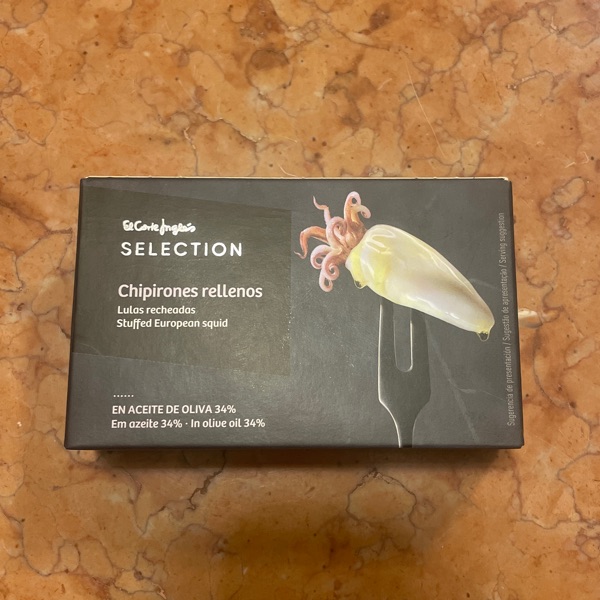 El Corte Inglés
SELECTION
Chipirones rellenos
Lulas recheadas
Stuffed European squid
......
EN ACEITE DE OLIVA 34%
Em azeite 34% · In olive oil 34%
Sugerencia de presentación / Sugestão de apresentação / Serving suggestion